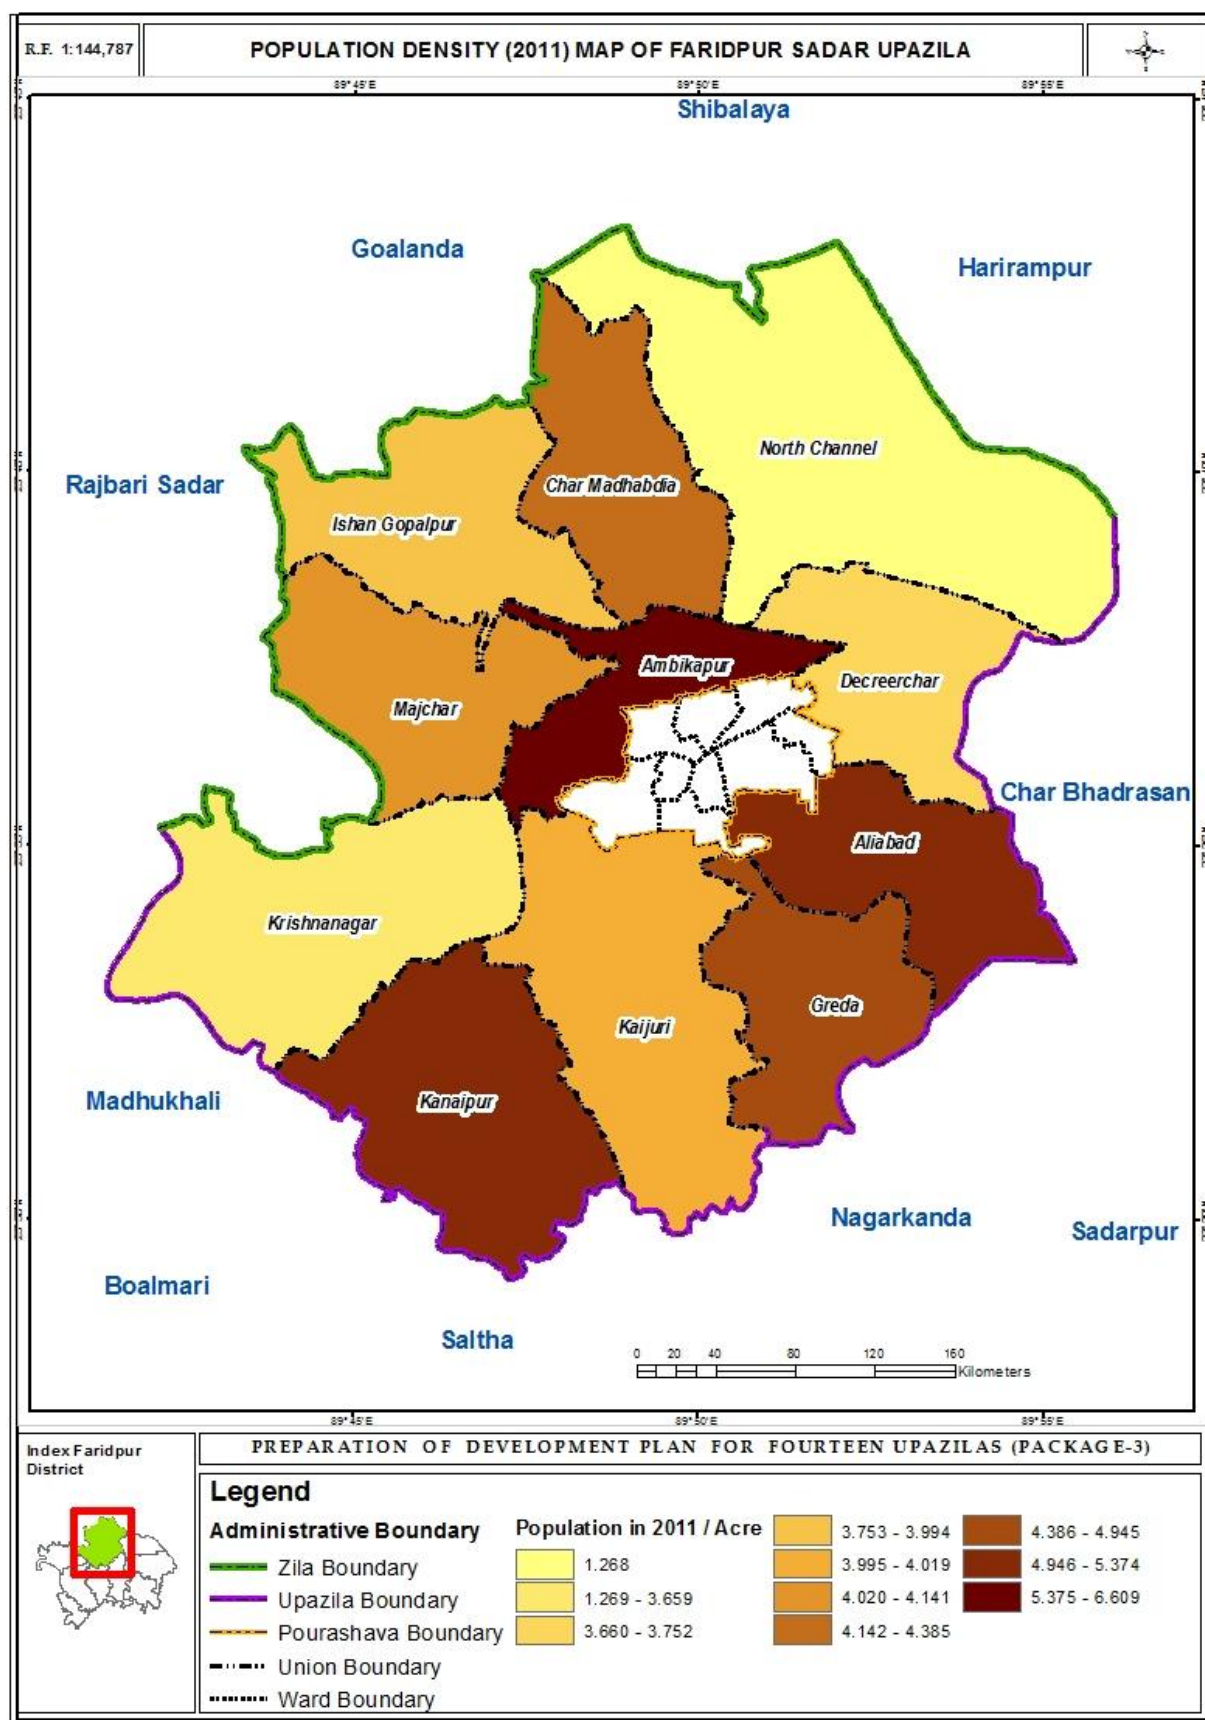 R.F. 1:144,787
POPULATION DENSITY (2011) MAP OF FARIDPUR SADAR UPAZILA
89°45'E 89°50'E 89°55'E
Shibalaya
Goalanda
Harirampur
North Channel
Rajbari Sadar
Char Madhabdia
Ishan Gopalpur
Ambikapur
Decreerchar
Majchar
Char Bhadrasan
Aliabad
Krishnanagar
Greda
Kaijuri
Madhukhali
Kanaipur
Nagarkanda
Sadarpur
Boalmari
Saltha
0 20 40 80 120 160
Kilometers
89°45'E 89°50'E 89°55'E
Index Faridpur
District
PREPARATION OF DEVELOPMENT PLAN FOR FOURTEEN UPAZILAS (PACKAGE-3)
Legend
Administrative Boundary
Zila Boundary
Upazila Boundary
Pourashava Boundary
Union Boundary
Ward Boundary
Population in 2011 / Acre
1.268
1.269 - 3.659
3.660 - 3.752
3.753 - 3.994
3.995 - 4.019
4.020 - 4.141
4.142 - 4.385
4.386 - 4.945
4.946 - 5.374
5.375 - 6.609